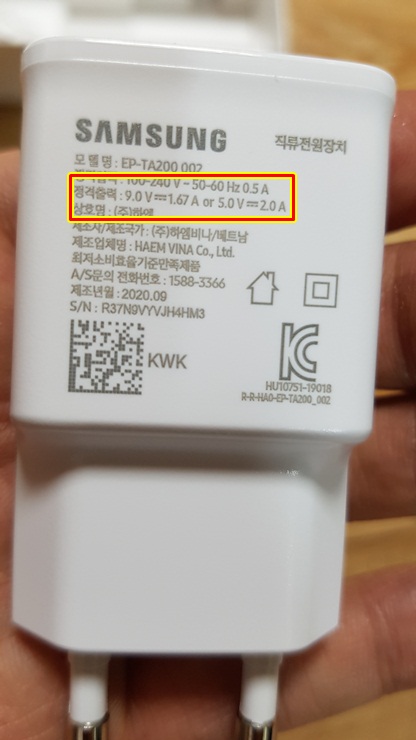 SAMSUNG
직류전원장치
모 델 명 : EP-TA200 002
정격입력 : 100-240 V ~ 50-60 Hz 0.5 A
정격출력 : 9.0 V ⎓ 1.67 A or 5.0 V ⎓ 2.0 A
상호명 : (주)하엠
제조자/제조국가 : (주)하엠비나/베트남
제조업체명 : HAEM VINA Co., Ltd.
최저소비효율기준만족제품
A/S문의 전화번호 : 1588-3366
제조년월 : 2020.09
S/N : R37N9VYVJH4HM3
KWK
HU10751-19018
R-R-HAG-EP-TA200_002